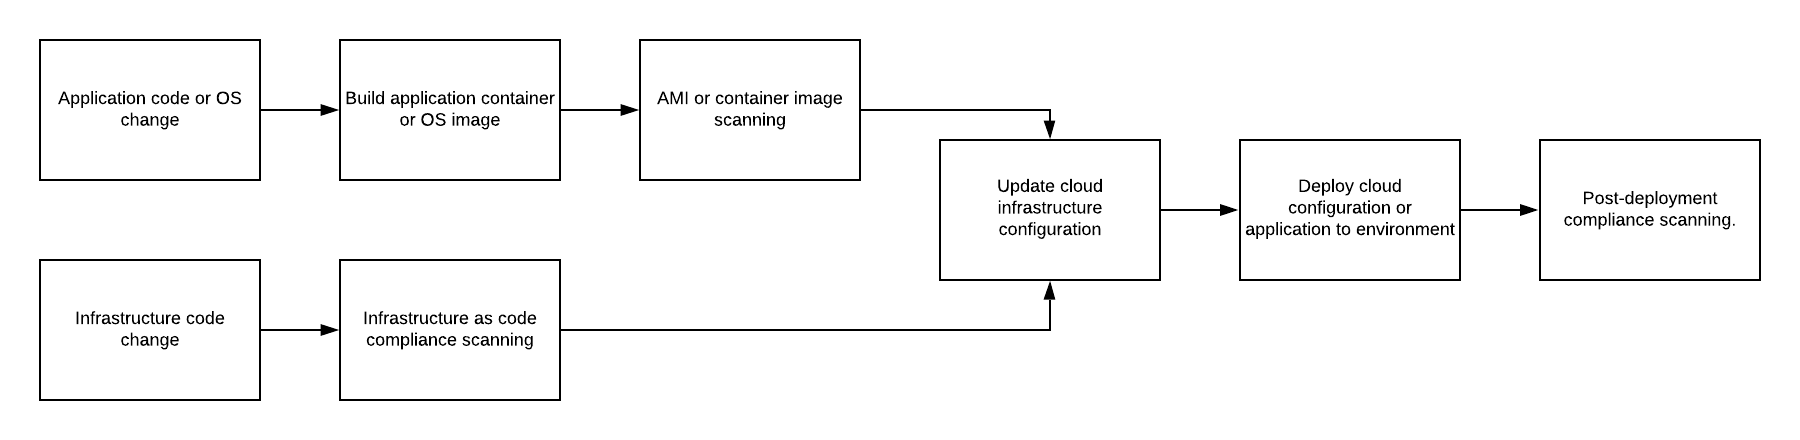 Application code or OS
change
Build application container
or OS image
AMI or container image
scanning
Update cloud
infrastructure
configuration
Deploy cloud
configuration or
application to environment
Post-deployment
compliance scanning.
Infrastructure code
change
Infrastructure as code
compliance scanning